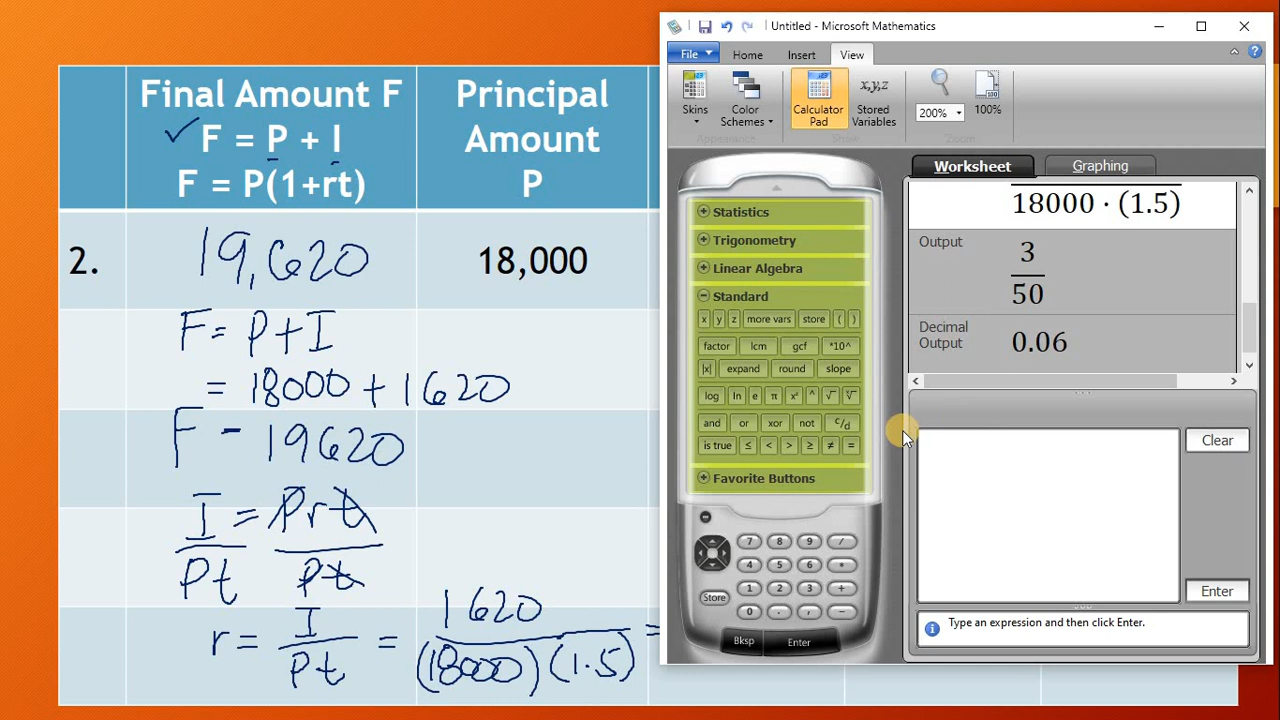 Final Amount F
F = P + I
F = P(1+rt)
Principal
Amount
P
2.
19,620
18,000
F = P + I
= 18000 + 1620
F = 19620
I = Prt
Pt Pt
r = I/Pt = 1620/(18000)(1.5) =
Untitled - Microsoft Mathematics
File Home Insert View
Skins
Color
Schemes
Calculator
Pad
x,y,z
Stored
Variables
200%
100%
Appearance Show Zoom
Worksheet Graphing
Statistics
Trigonometry
Linear Algebra
Standard
x y z more vars store ( )
factor lcm gcf *10^
|x| expand round slope
log ln e π x² ^ √
and or xor not c/d
is true ≤ < > ≥ ≠ =
Favorite Buttons
7 8 9 /
4 5 6 *
Store 1 2 3 +
0 . , −
Bksp Enter
18000 · (1.5)
Output
3
50
Decimal
Output
0.06
Clear
Enter
Type an expression and then click Enter.